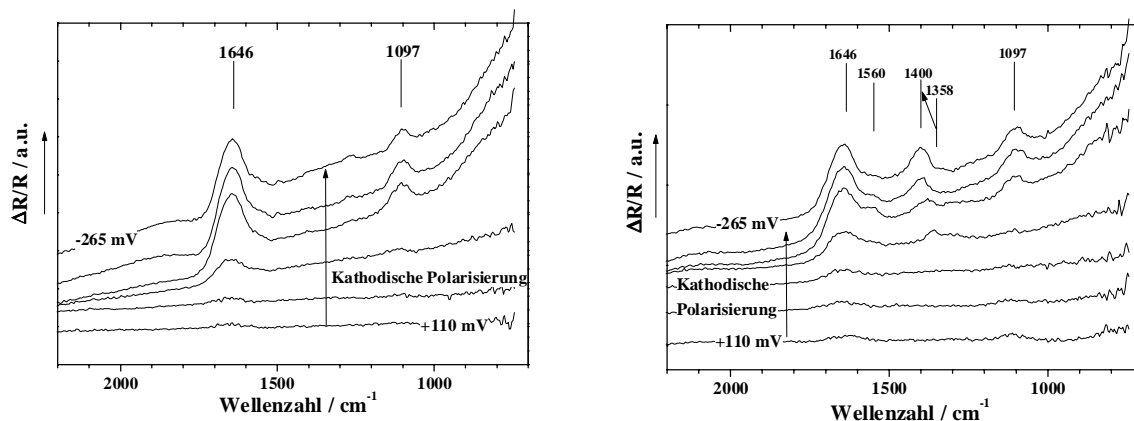 1646
1097
ΔR/R / a.u.
-265 mV
Kathodische Polarisierung
+110 mV
2000
1500
1000
Wellenzahl / cm⁻¹
1646
1560
1400
1358
1097
ΔR/R / a.u.
-265 mV
Kathodische
Polarisierung
+110 mV
2000
1500
1000
Wellenzahl / cm⁻¹